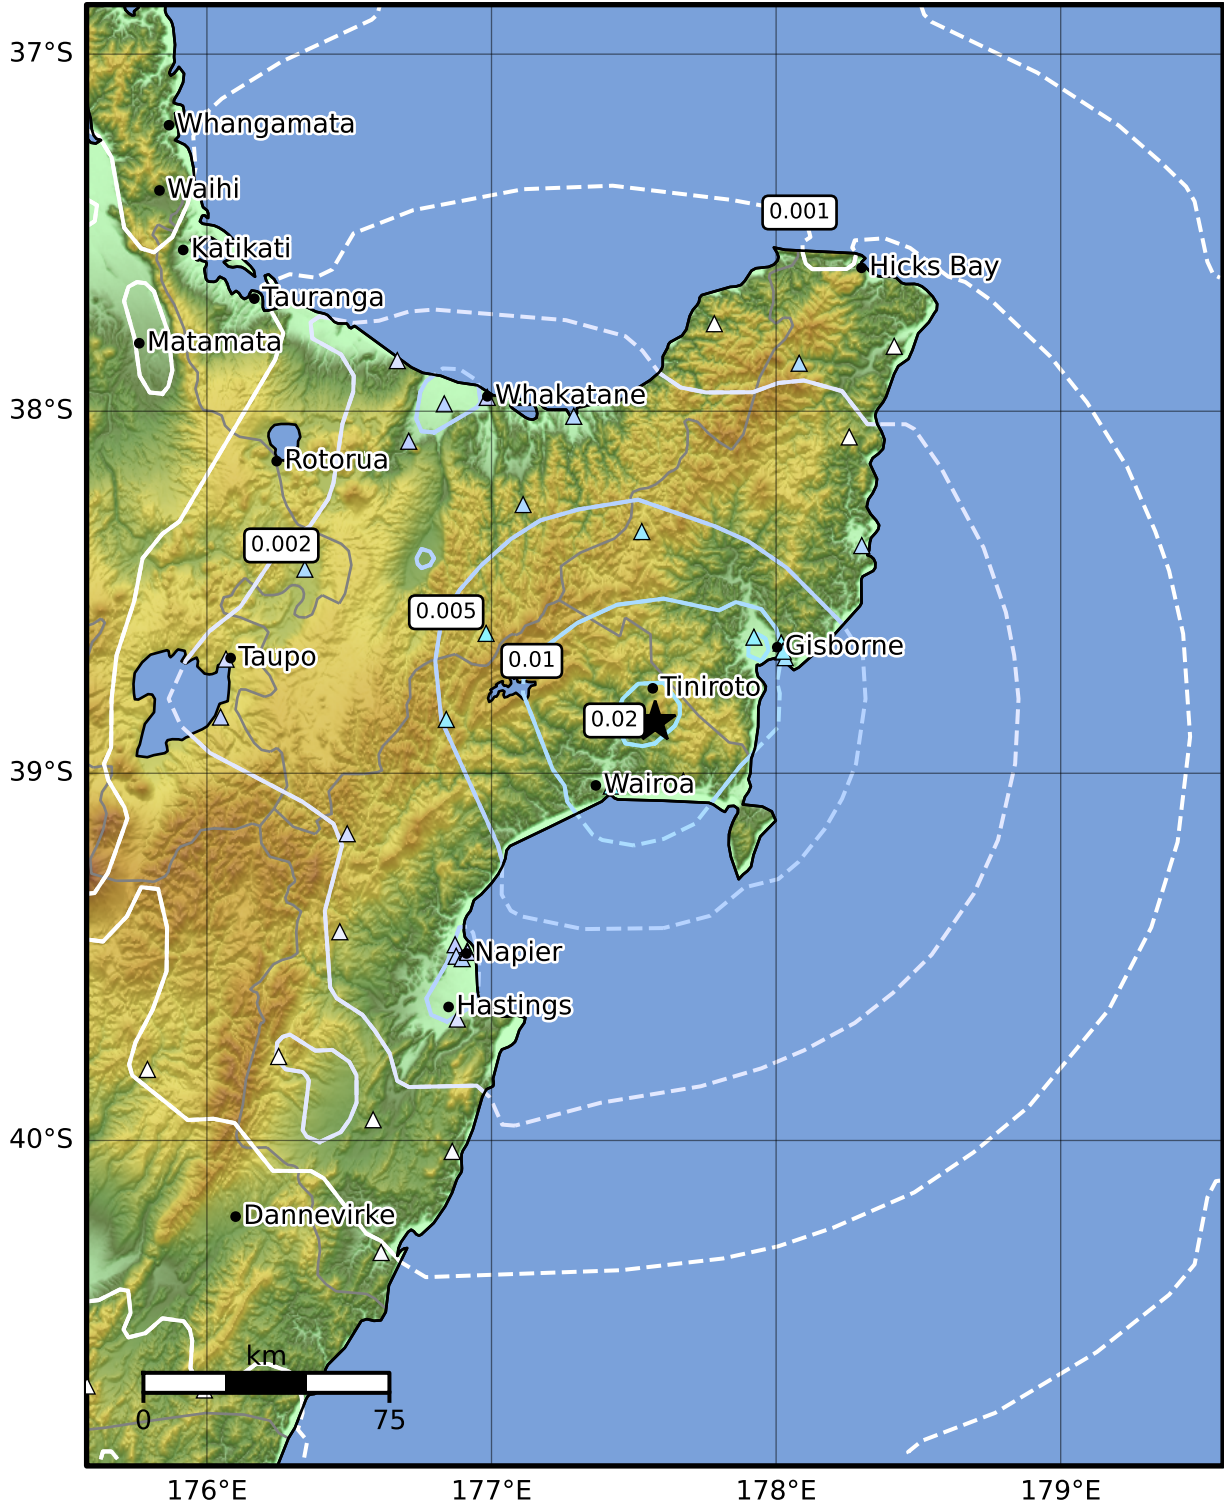 37°S
Whangamata
Waihi
0.001
Katikati
Hicks Bay
Tauranga
Matamata
Whakatane
38°S
Rotorua
0.002
0.005
Gisborne
Taupo
0.01
Tiniroto
0.02
39°S
Wairoa
Napier
Hastings
40°S
Dannevirke
km
0 75
176°E 177°E 178°E 179°E